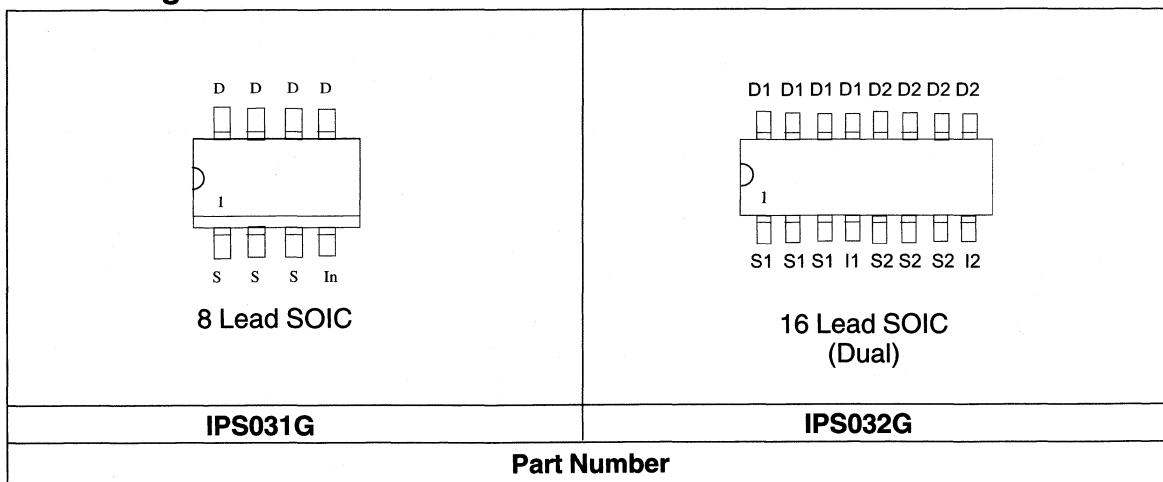 D D D D
1
S S S In
8 Lead SOIC
IPS031G
D1 D1 D1 D1 D2 D2 D2 D2
1
S1 S1 S1 I1 S2 S2 S2 I2
16 Lead SOIC
(Dual)
IPS032G
Part Number